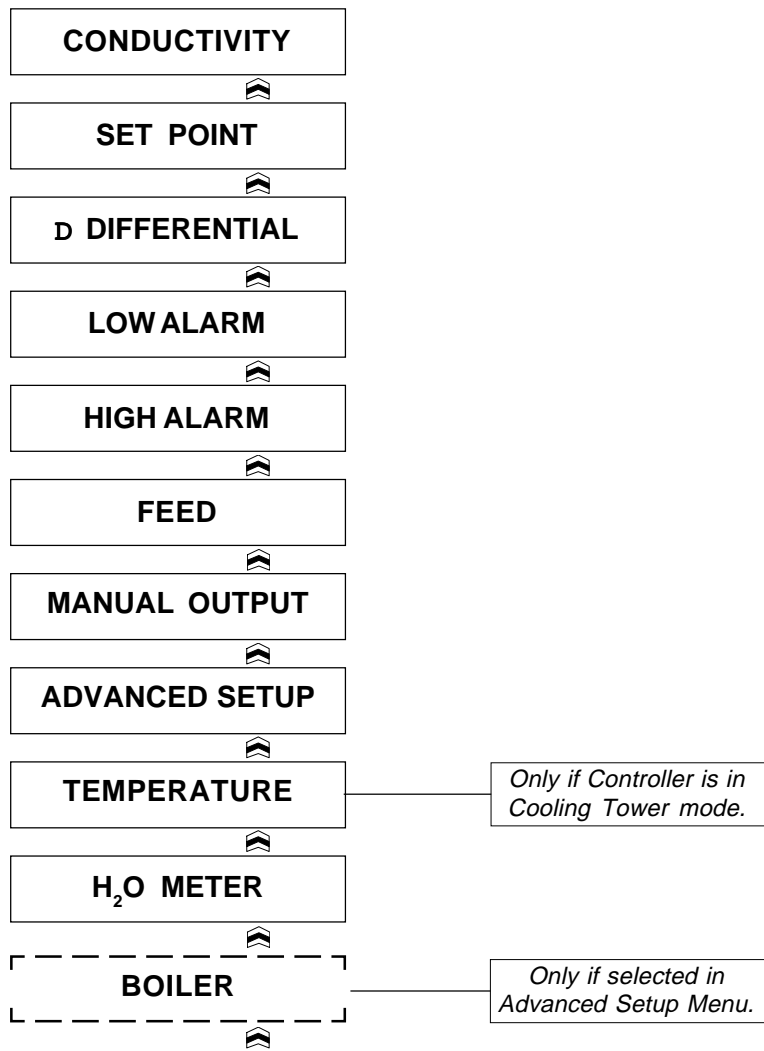 CONDUCTIVITY
SET POINT
D DIFFERENTIAL
LOW ALARM
HIGH ALARM
FEED
MANUAL OUTPUT
ADVANCED SETUP
TEMPERATURE
Only if Controller is in
Cooling Tower mode.
H₂O METER
BOILER
Only if selected in
Advanced Setup Menu.